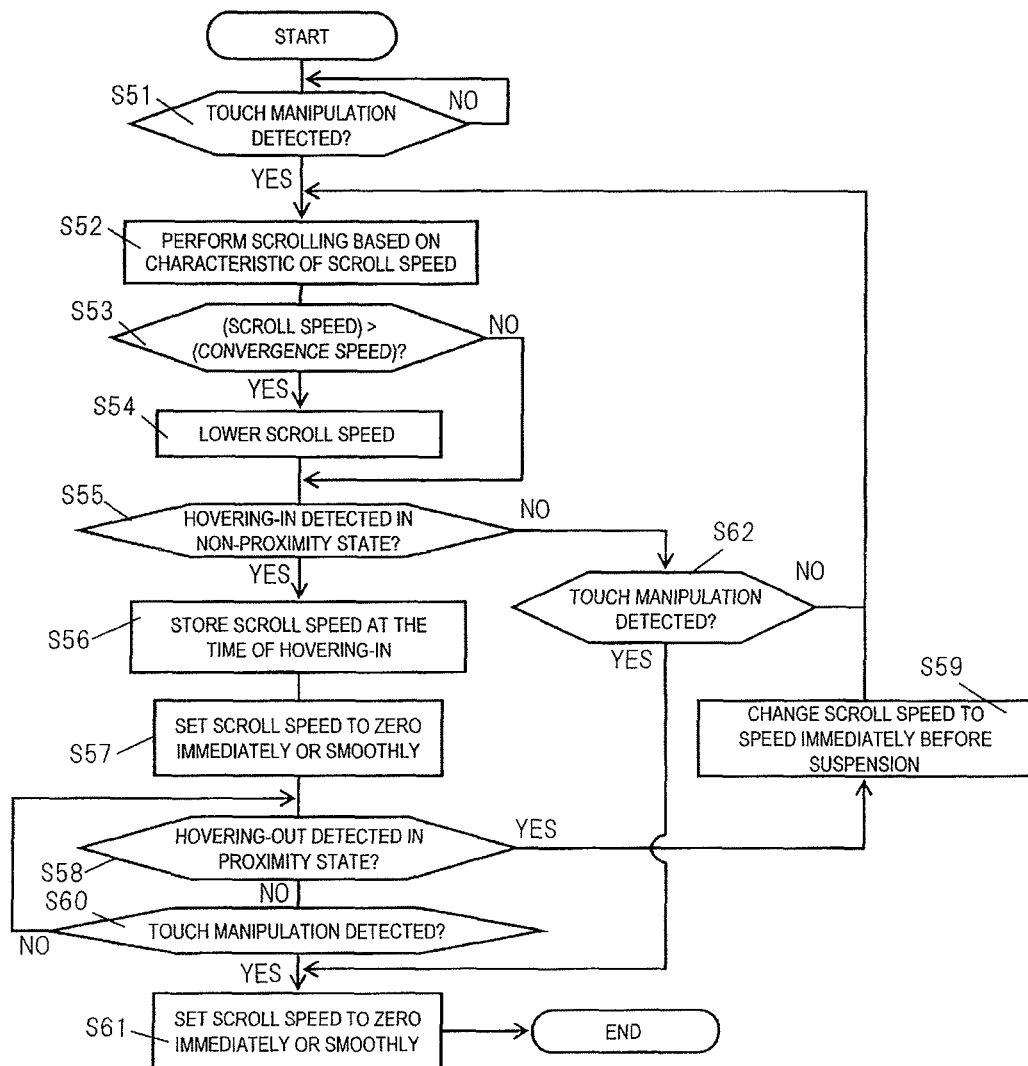 START
S51
TOUCH MANIPULATION
DETECTED?
NO
YES
S52
PERFORM SCROLLING BASED ON
CHARACTERISTIC OF SCROLL SPEED
S53
(SCROLL SPEED) >
(CONVERGENCE SPEED)?
NO
YES
S54
LOWER SCROLL SPEED
S55
HOVERING-IN DETECTED IN
NON-PROXIMITY STATE?
NO
YES
S62
TOUCH MANIPULATION
DETECTED?
NO
YES
S56
STORE SCROLL SPEED AT THE
TIME OF HOVERING-IN
S57
SET SCROLL SPEED TO ZERO
IMMEDIATELY OR SMOOTHLY
S59
CHANGE SCROLL SPEED TO
SPEED IMMEDIATELY BEFORE
SUSPENSION
S58
HOVERING-OUT DETECTED IN
PROXIMITY STATE?
YES
NO
S60
TOUCH MANIPULATION DETECTED?
NO
YES
S61
SET SCROLL SPEED TO ZERO
IMMEDIATELY OR SMOOTHLY
END